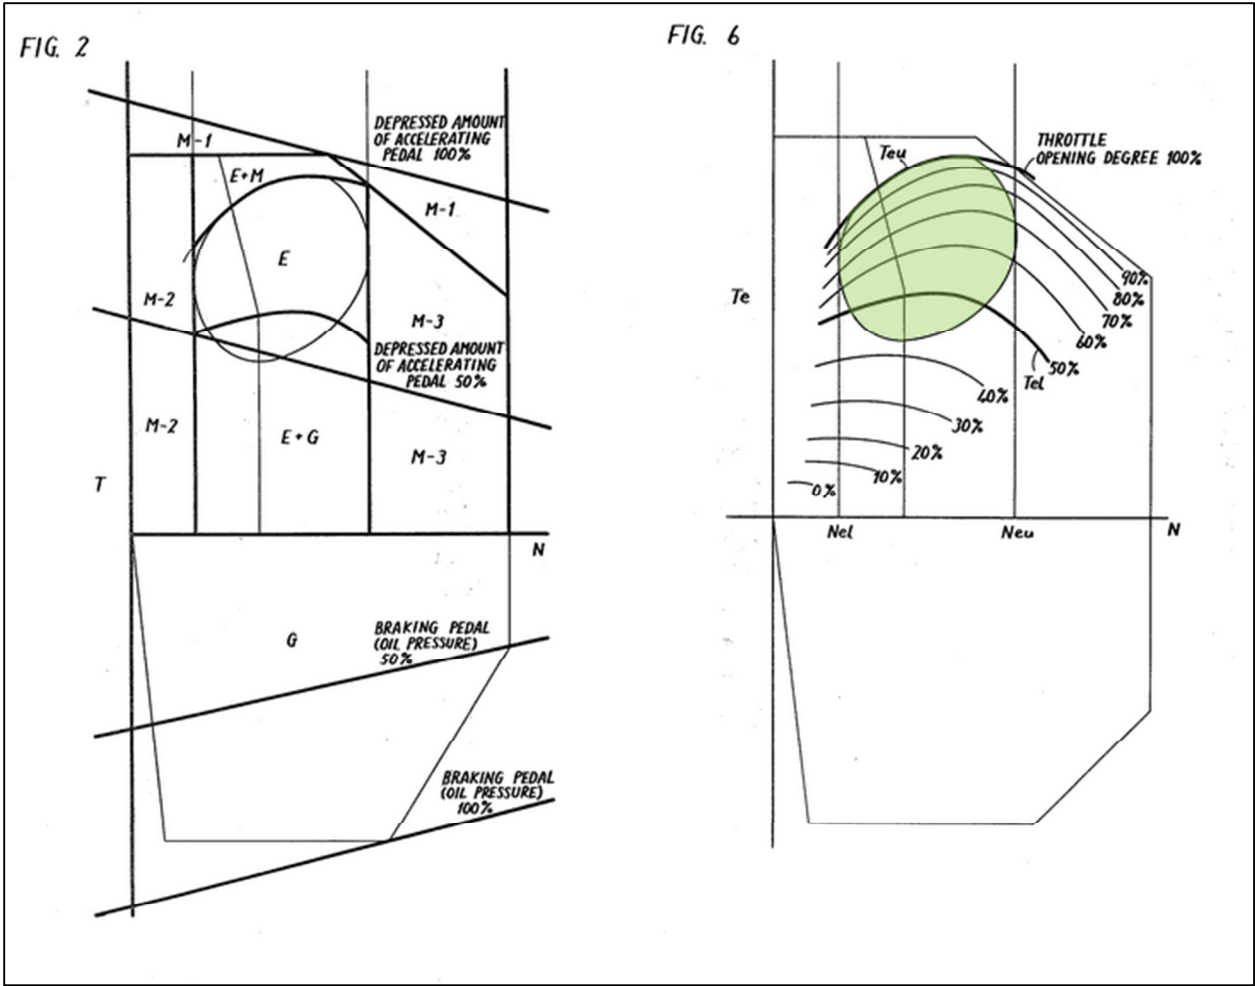 FIG. 2
DEPRESSED AMOUNT
OF ACCELERATING
PEDAL 100%
M-1
E+M
M-1
E
M-2
M-3
DEPRESSED AMOUNT
OF ACCELERATING
PEDAL 50%
M-2
E+G
M-3
T
N
G
BRAKING PEDAL
(OIL PRESSURE)
50%
BRAKING PEDAL
(OIL PRESSURE)
100%
FIG. 6
THROTTLE
OPENING DEGREE 100%
Teu
Te
90%
80%
70%
60%
50%
Tel
40%
30%
20%
10%
0%
Nel
Neu
N